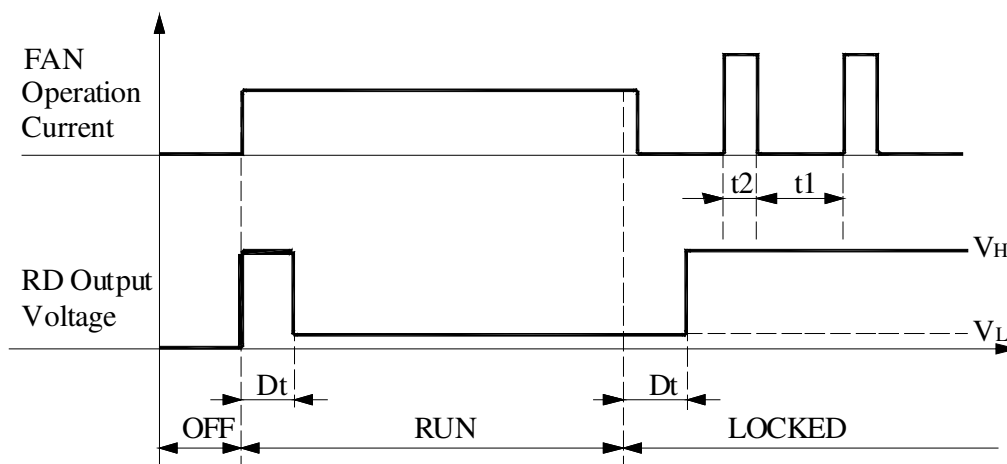 FAN
Operation
Current
t2
t1
VH
RD Output
Voltage
VL
Dt
Dt
OFF
RUN
LOCKED